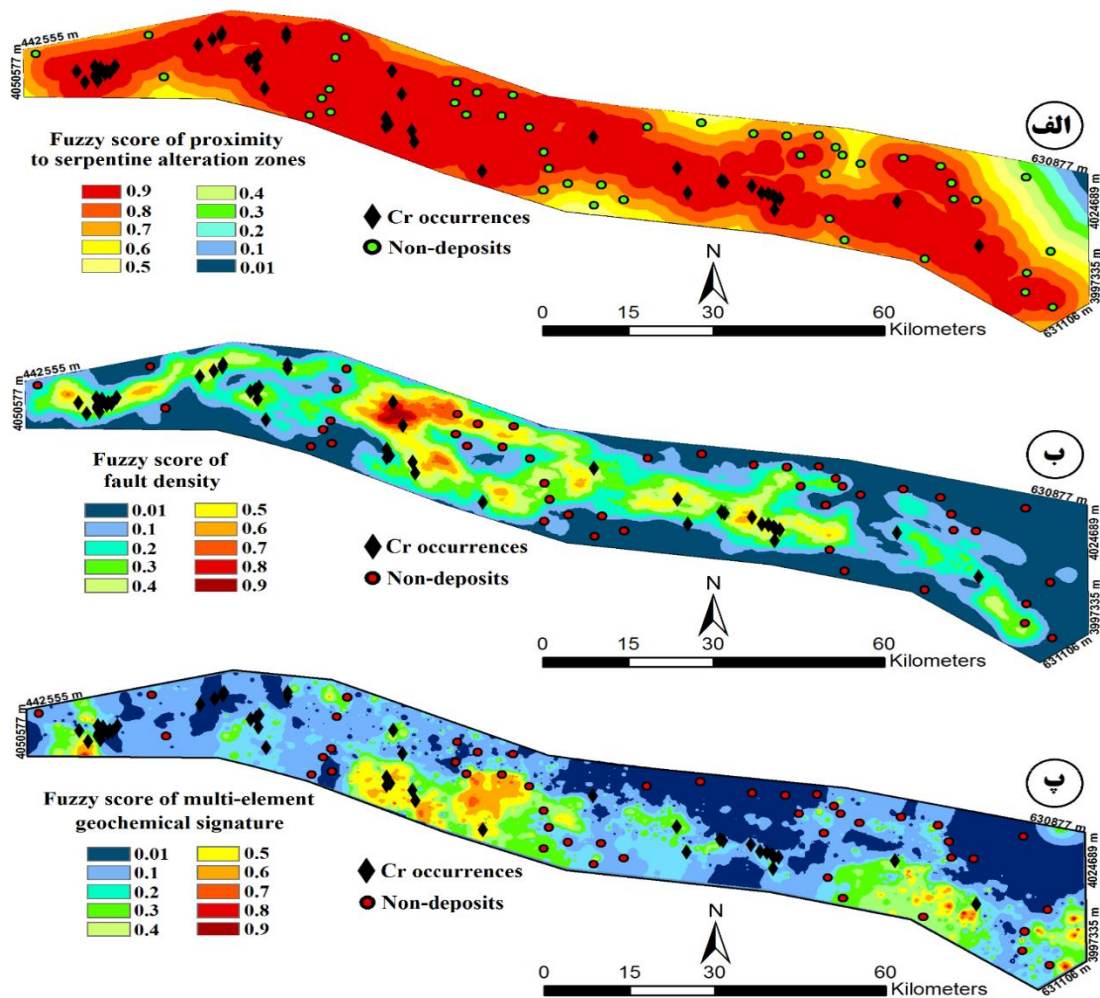 442555 m
4050577 m
الف
630877 m
4024689 m
3997335 m
631106 m
Fuzzy score of proximity
to serpentine alteration zones
0.9 0.4
0.8 0.3
0.7 0.2
0.6 0.1
0.5 0.01
Cr occurrences
Non-deposits
N
0 15 30 60
Kilometers
442555 m
4050577 m
ب
630877 m
4024689 m
3997335 m
631106 m
Fuzzy score of
fault density
0.01 0.5
0.1 0.6
0.2 0.7
0.3 0.8
0.4 0.9
Cr occurrences
Non-deposits
N
0 15 30 60
Kilometers
442555 m
4050577 m
پ
630877 m
4024689 m
3997335 m
631106 m
Fuzzy score of multi-element
geochemical signature
0.01 0.5
0.1 0.6
0.2 0.7
0.3 0.8
0.4 0.9
Cr occurrences
Non-deposits
N
0 15 30 60
Kilometers